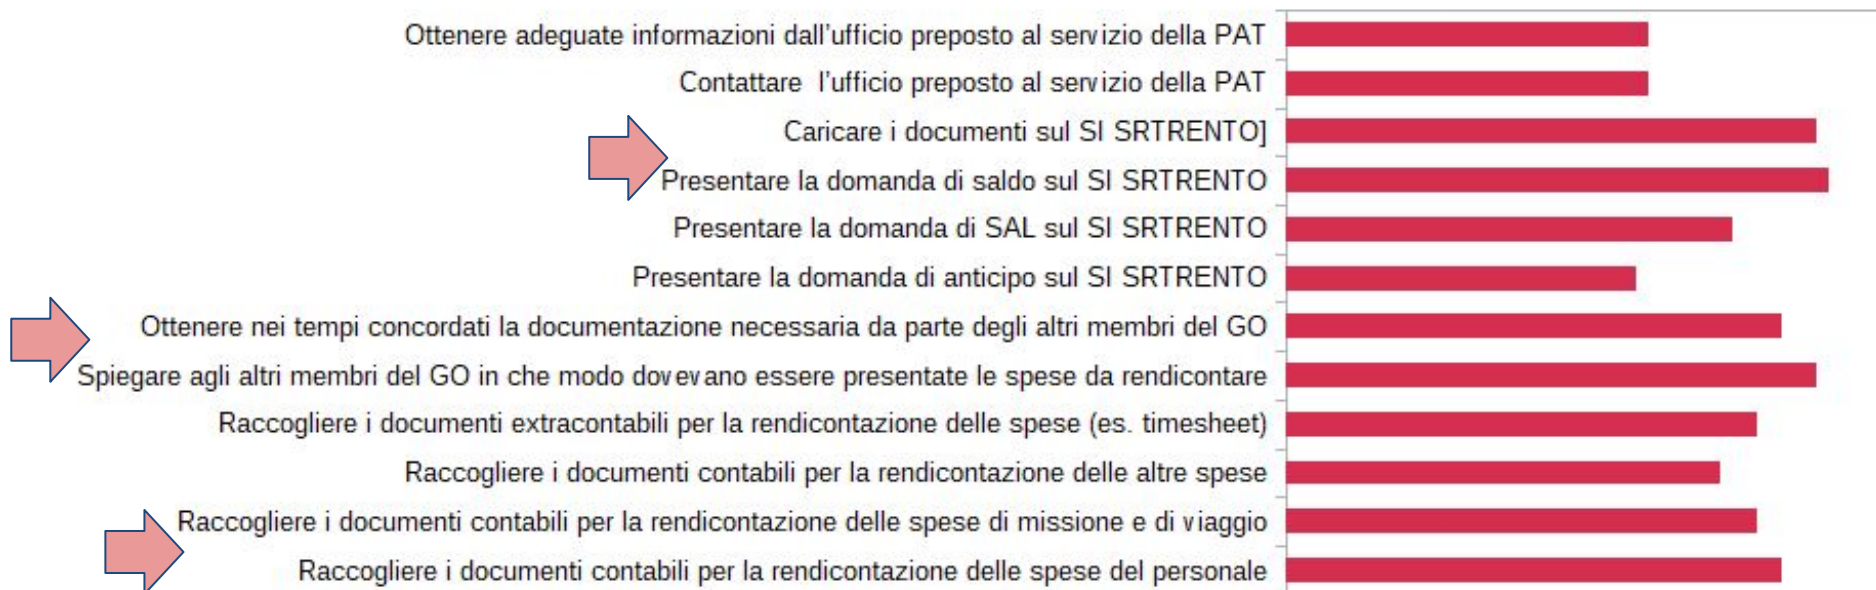 Ottenere adeguate informazioni dall'ufficio preposto al servizio della PAT
Contattare l'ufficio preposto al servizio della PAT
Caricare i documenti sul SI SRTRENTO]
Presentare la domanda di saldo sul SI SRTRENTO
Presentare la domanda di SAL sul SI SRTRENTO
Presentare la domanda di anticipo sul SI SRTRENTO
Ottenere nei tempi concordati la documentazione necessaria da parte degli altri membri del GO
Spiegare agli altri membri del GO in che modo dovevano essere presentate le spese da rendicontare
Raccogliere i documenti extracontabili per la rendicontazione delle spese (es. timesheet)
Raccogliere i documenti contabili per la rendicontazione delle altre spese
Raccogliere i documenti contabili per la rendicontazione delle spese di missione e di viaggio
Raccogliere i documenti contabili per la rendicontazione delle spese del personale